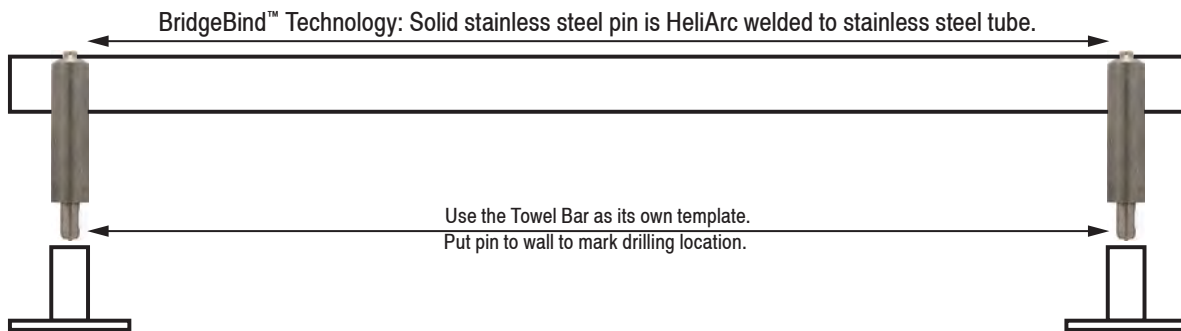 BridgeBind™ Technology: Solid stainless steel pin is HeliArc welded to stainless steel tube.
Use the Towel Bar as its own template.
Put pin to wall to mark drilling location.